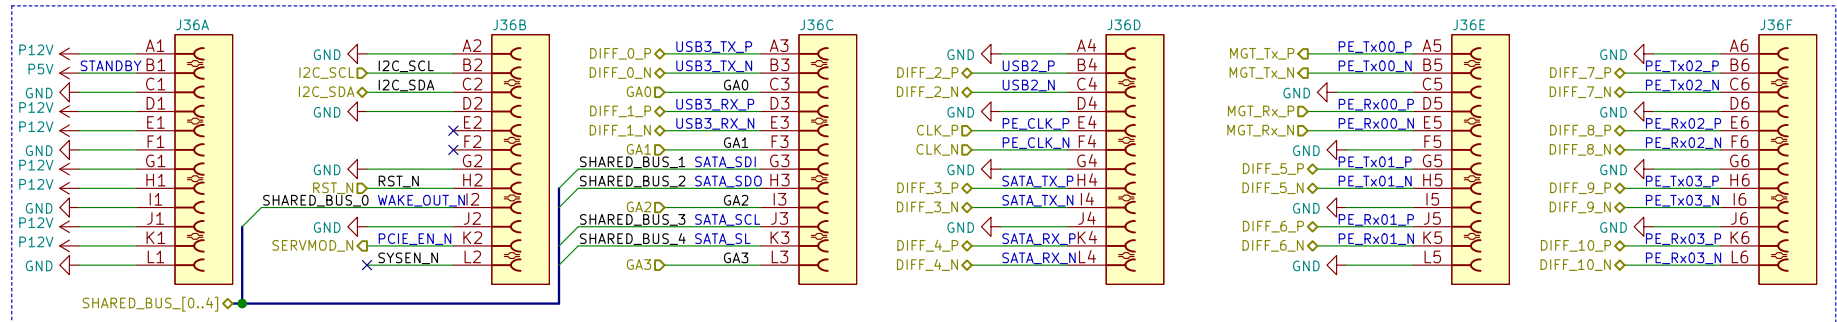 J36A
P12V A1
P5V STANDBY B1
GND C1
P12V D1
P12V E1
GND F1
P12V G1
P12V H1
GND I1
P12V J1
P12V K1
GND L1
SHARED_BUS_[0..4]
J36B
GND A2
I2C_SCL I2C_SCL B2
I2C_SDA I2C_SDA C2
GND D2
E2
F2
GND G2
RST_N RST_N H2
SHARED_BUS_0 WAKE_OUT_N I2
GND J2
SERVMOD_N PCIE_EN_N K2
SYSEN_N L2
J36C
DIFF_0_P USB3_TX_P A3
DIFF_0_N USB3_TX_N B3
GA0 GA0 C3
DIFF_1_P USB3_RX_P D3
DIFF_1_N USB3_RX_N E3
GA1 GA1 F3
SHARED_BUS_1 SATA_SDI G3
SHARED_BUS_2 SATA_SDO H3
GA2 GA2 I3
SHARED_BUS_3 SATA_SCL J3
SHARED_BUS_4 SATA_SL K3
GA3 GA3 L3
J36D
GND A4
DIFF_2_P USB2_P B4
DIFF_2_N USB2_N C4
GND D4
CLK_P PE_CLK_P E4
CLK_N PE_CLK_N F4
GND G4
DIFF_3_P SATA_TX_P H4
DIFF_3_N SATA_TX_N I4
GND J4
DIFF_4_P SATA_RX_P K4
DIFF_4_N SATA_RX_N L4
J36E
MGT_Tx_P PE_Tx00_P A5
MGT_Tx_N PE_Tx00_N B5
GND C5
MGT_Rx_P PE_Rx00_P D5
MGT_Rx_N PE_Rx00_N E5
GND F5
DIFF_5_P PE_Tx01_P G5
DIFF_5_N PE_Tx01_N H5
GND I5
DIFF_6_P PE_Rx01_P J5
DIFF_6_N PE_Rx01_N K5
GND L5
J36F
GND A6
DIFF_7_P PE_Tx02_P B6
DIFF_7_N PE_Tx02_N C6
GND D6
DIFF_8_P PE_Rx02_P E6
DIFF_8_N PE_Rx02_N F6
GND G6
DIFF_9_P PE_Tx03_P H6
DIFF_9_N PE_Tx03_N I6
GND J6
DIFF_10_P PE_Rx03_P K6
DIFF_10_N PE_Rx03_N L6